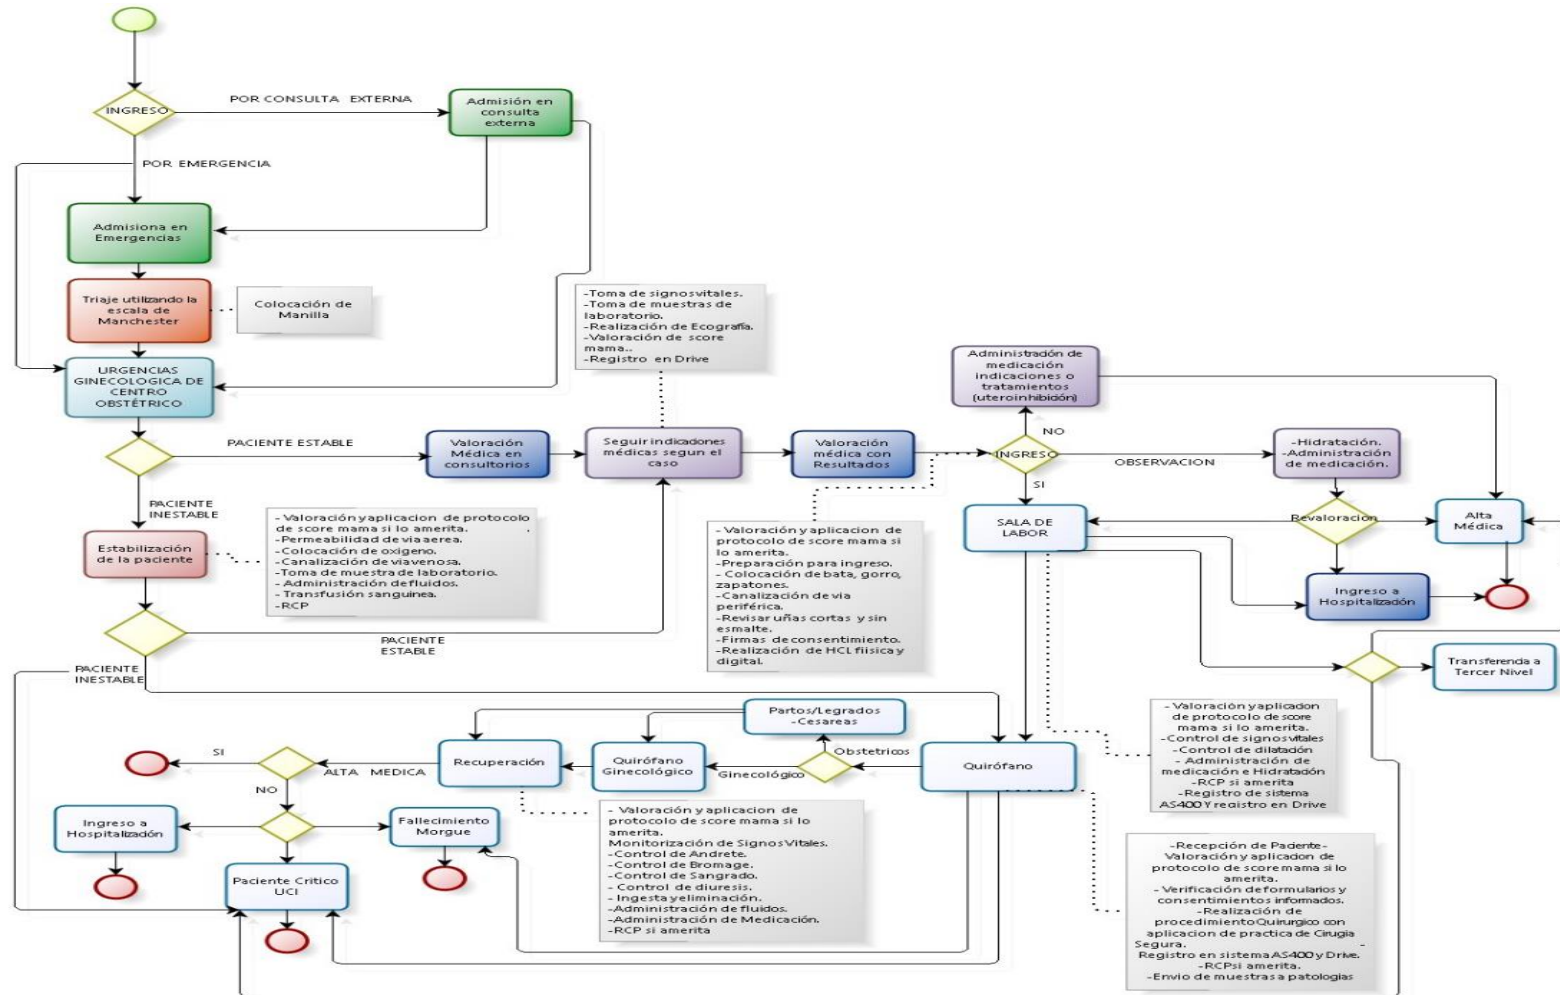 INGRESO
POR CONSULTA EXTERNA
Admisión en
consulta
externa
POR EMERGENCIA
Admisiona en
Emergencias
Triaje utilizando la
escala de
Manchester
Colocación de
Manilla
URGENCIAS
GINECOLOGICA DE
CENTRO
OBSTÉTRICO
-Toma de signos vitales.
-Toma de muestras de
laboratorio.
-Realización de Ecografía.
-Valoración de score
mama..
-Registro en Drive
PACIENTE ESTABLE
Valoración
Médica en
consultorios
Seguir indicaciones
médicas segun el
caso
Valoración
médica con
Resultados
INGRESO
NO
Administración de
medicación
indicaciones o
tratamientos
(uteroinhibición)
OBSERVACION
-Hidratación.
-Administración
de medicación.
SI
SALA DE
LABOR
Revaloración
Alta
Médica
Ingreso a
Hospitalización
PACIENTE
INESTABLE
Estabilización
de la paciente
- Valoración y aplicacion de protocolo
de score mama si lo amerita.
-Permeabilidad de via aerea.
- Colocación de oxigeno.
- Canalización de via venosa.
- Toma de muestra de laboratorio.
- Administración de fluidos.
- Transfusión sanguinea.
-RCP
- Valoración y aplicacion de
protocolo de score mama si
lo amerita.
-Preparación para ingreso.
- Colocación de bata, gorro,
zapatones.
-Canalización de via
periférica.
-Revisar uñas cortas y sin
esmalte.
-Firmas de consentimiento.
-Realización de HCL fiisica y
digital.
PACIENTE
ESTABLE
PACIENTE
INESTABLE
Transferencia a
Tercer Nivel
- Valoración y aplicacion
de protocolo de score
mama si lo amerita.
-Control de signos vitales
- Control de dilatación
- Administración de
medicación e Hidratación
-RCP si amerita
-Registro de sistema
AS400 Y registro en Drive
Partos/Legrados
-Cesareas
Obstetricos
Quirófano
Ginecológico
Quirófano
Ginecológico
Recuperación
ALTA MEDICA
SI
NO
Ingreso a
Hospitalización
Fallecimiento
Morgue
Paciente Critico
UCI
- Valoración y aplicacion de
protocolo de score mama si lo
amerita.
Monitorización de Signos Vitales.
-Control de Andrete.
-Control de Bromage.
-Control de Sangrado.
- Control de diuresis.
- Ingesta y eliminación.
-Administración de fluidos.
-Administración de Medicación.
-RCP si amerita
-Recepción de Paciente-
Valoración y aplicacion de
protocolo de score mama si lo
amerita.
- Verificación de formularios y
consentimientos informados.
-Realización de
procedimiento Quirurgico con
aplicacion de practica de Cirugia
Segura. -
Registro en sistema AS400 y Drive.
-RCP si amerita.
-Envio de muestras a patologias